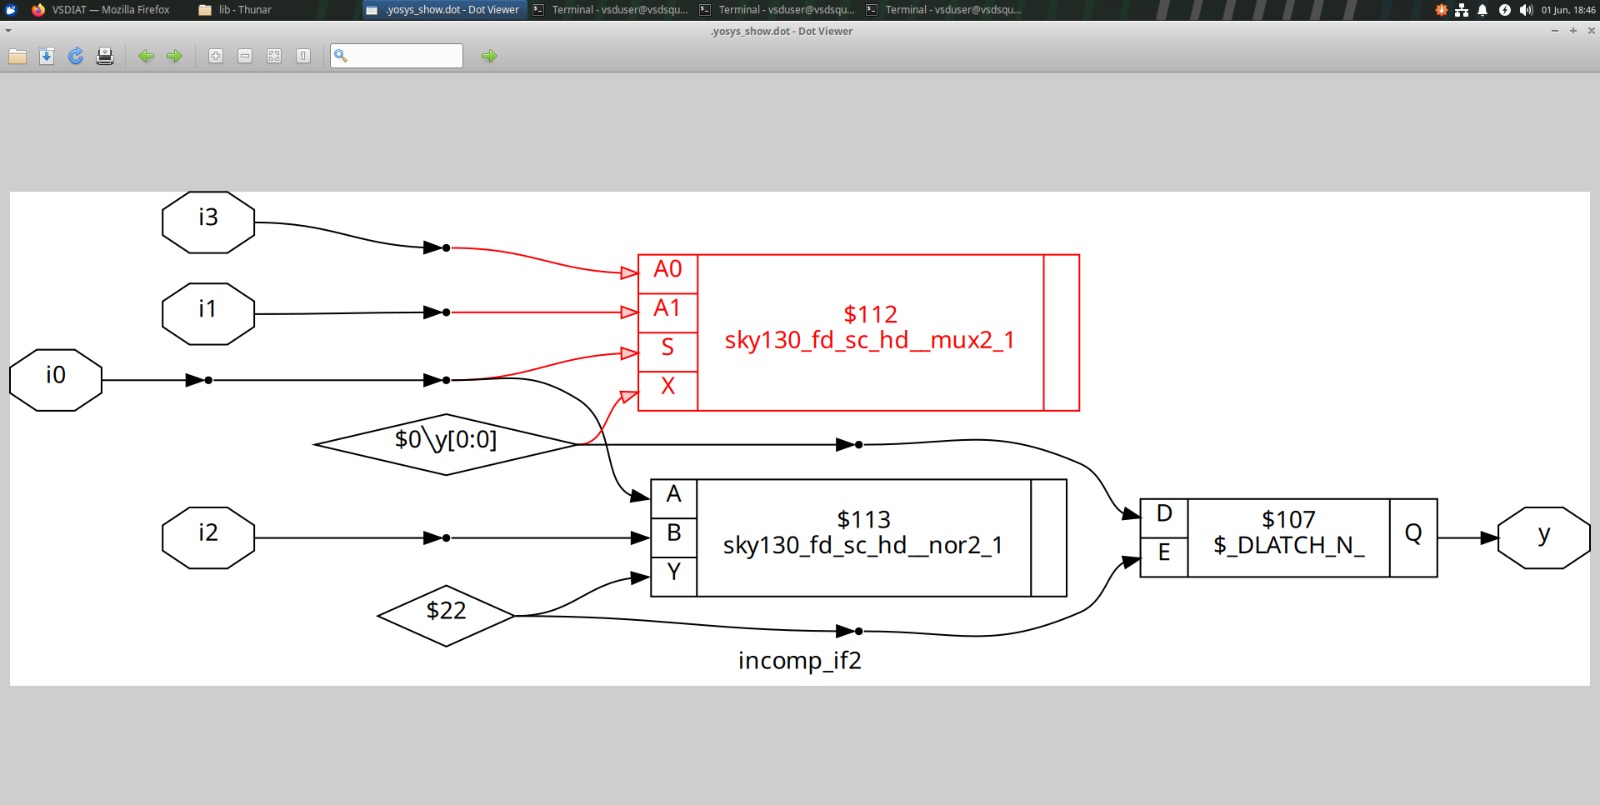 VSDIAT — Mozilla Firefox
lib - Thunar
.yosys_show.dot - Dot Viewer
Terminal - vsduser@vsdsqu...
Terminal - vsduser@vsdsqu...
Terminal - vsduser@vsdsqu...
01 Jun, 18:46
.yosys_show.dot - Dot Viewer
i3
i1
i0
$0\y[0:0]
i2
$22
A0
A1
S
X
$112
sky130_fd_sc_hd__mux2_1
A
B
Y
$113
sky130_fd_sc_hd__nor2_1
D
E
$107
$_DLATCH_N_
Q
y
incomp_if2